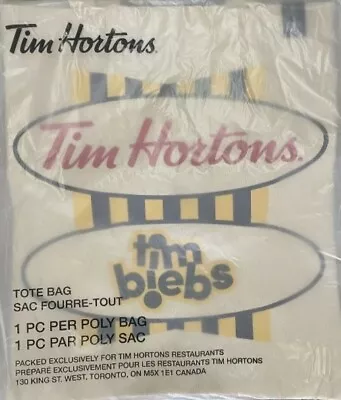 Tim Hortons.
Tim Hortons.
tim
biebs
TOTE BAG
SAC FOURRE-TOUT
1 PC PER POLY BAG
1 PC PAR POLY SAC
PACKED EXCLUSIVELY FOR TIM HORTONS RESTAURANTS
PRÉPARÉ EXCLUSIVEMENT POUR LES RESTAURANTS TIM HORTONS
130 KING ST. WEST, TORONTO, ON M5X 1E1 CANADA